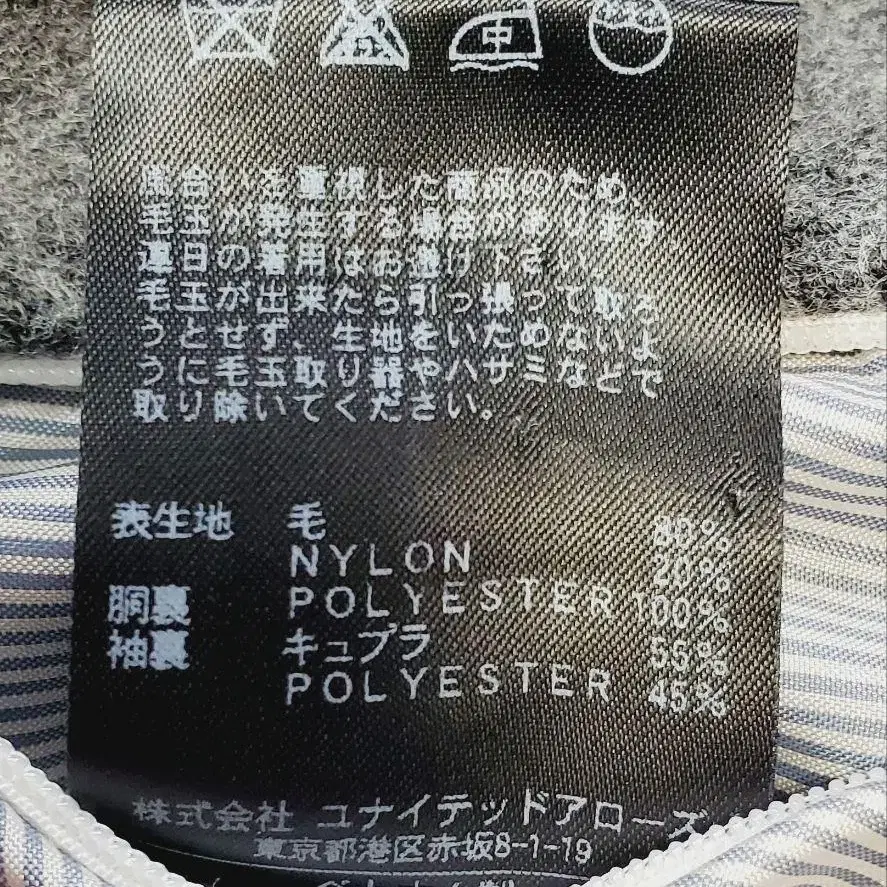 中
風合いを重視した商品のため、
毛玉が発生する場合があります
連日の着用はお避け下さい。
毛玉が出来たら引っ張って取ろ
うとせず、生地をいためないよ
うに毛玉取り器やハサミなどで
取り除いてください。
表生地 毛 80%
NYLON 20%
胴裏 POLYESTER 100%
袖裏 キュプラ 55%
POLYESTER 45%
株式会社 ユナイテッドアローズ
東京都港区赤坂8-1-19